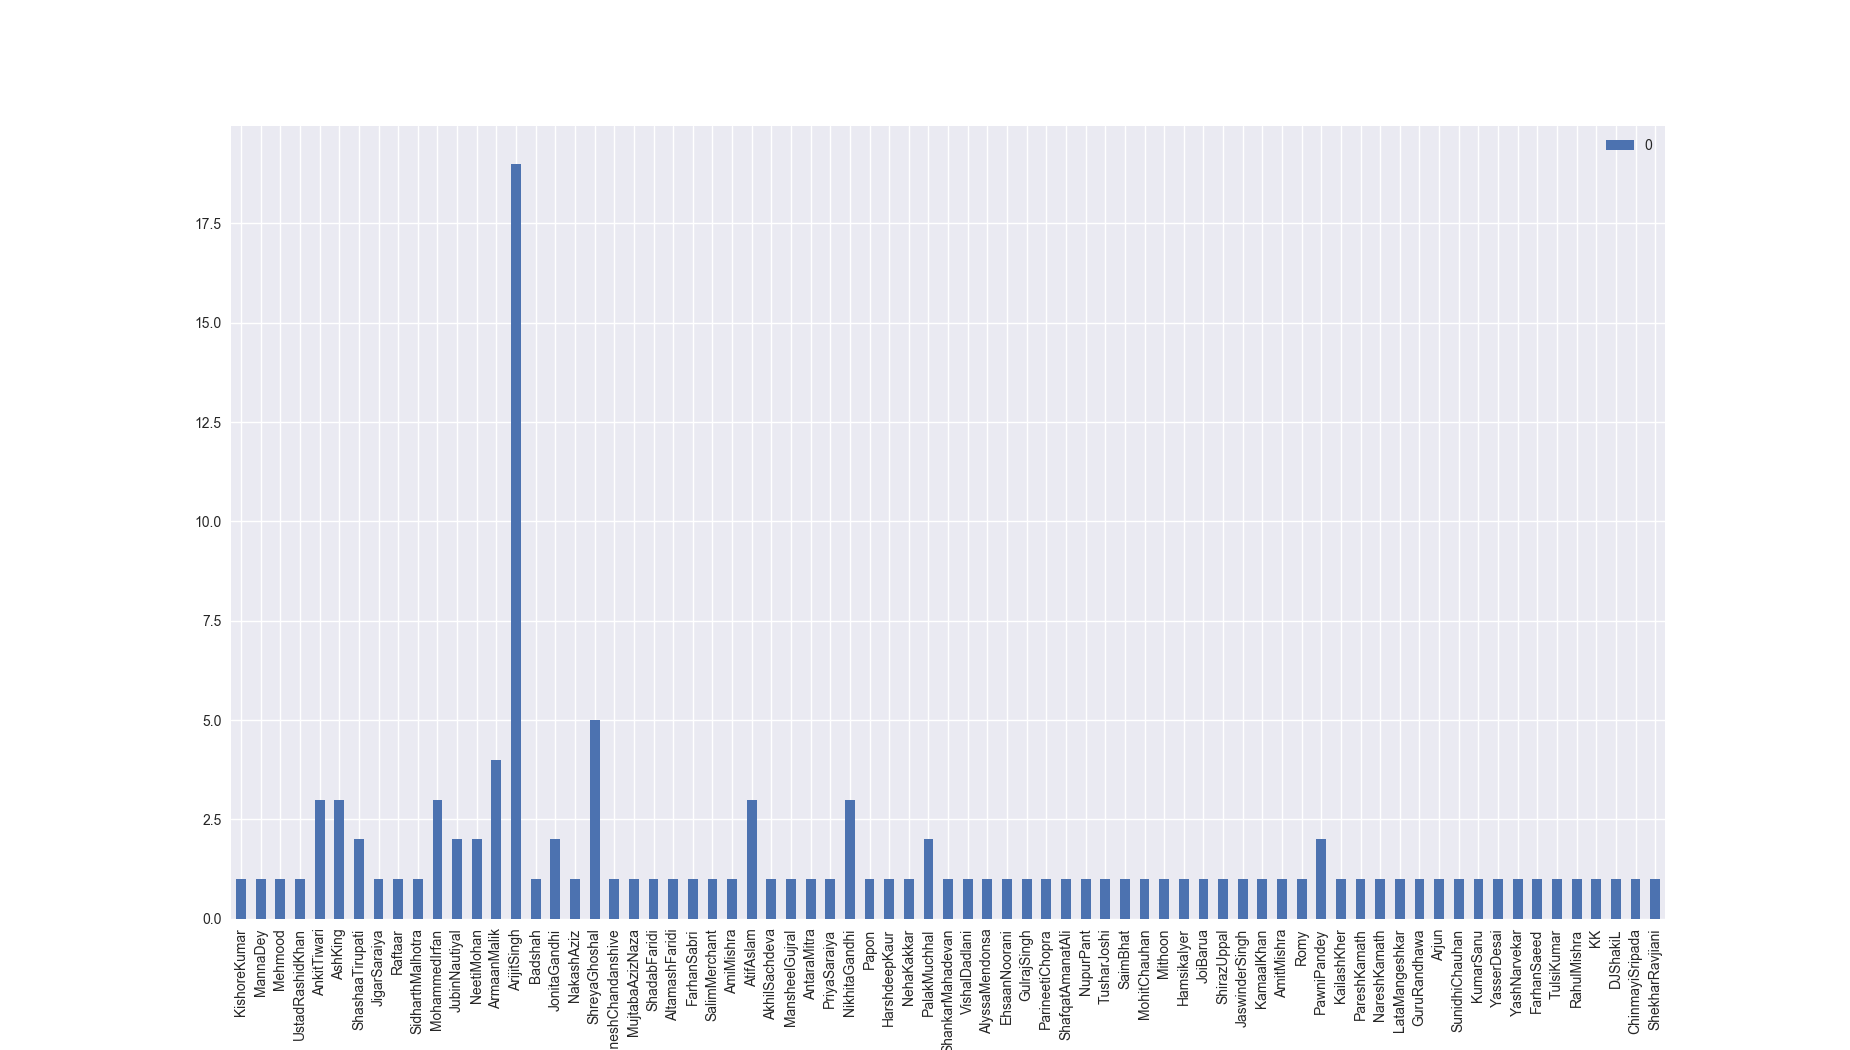 0
17.5
15.0
12.5
10.0
7.5
5.0
2.5
0.0
KishoreKumar
MannaDey
Mehmood
UstadRashidKhan
AnkitTiwari
AshKing
ShashaaTirupati
JigarSaraiya
Raftaar
SidharthMalhotra
MohammedIrfan
JubinNautiyal
NeetiMohan
ArmaanMalik
ArijitSingh
Badshah
JonitaGandhi
NakashAziz
ShreyaGhoshal
neshChandanshive
MujtabaAzizNaza
ShadabFaridi
AltamashFaridi
FarhanSabri
SalimMerchant
AmiMishra
AtifAslam
AkhilSachdeva
MansheelGujral
AntaraMitra
PriyaSaraiya
NikhitaGandhi
Papon
HarshdeepKaur
NehaKakkar
PalakMuchhal
ShankarMahadevan
VishalDadlani
AlyssaMendonsa
EhsaanNoorani
GulrajSingh
ParineetiChopra
ShafqatAmanatAli
NupurPant
TusharJoshi
SaimBhat
MohitChauhan
Mithoon
HamsikaIyer
JoiBarua
ShirazUppal
JaswinderSingh
KamaalKhan
AmitMishra
Romy
PawniPandey
KailashKher
PareshKamath
NareshKamath
LataMangeshkar
GuruRandhawa
Arjun
SunidhiChauhan
KumarSanu
YasserDesai
YashNarvekar
FarhanSaeed
TulsiKumar
RahulMishra
KK
DJShakiL
ChinmayiSripada
ShekharRavjiani